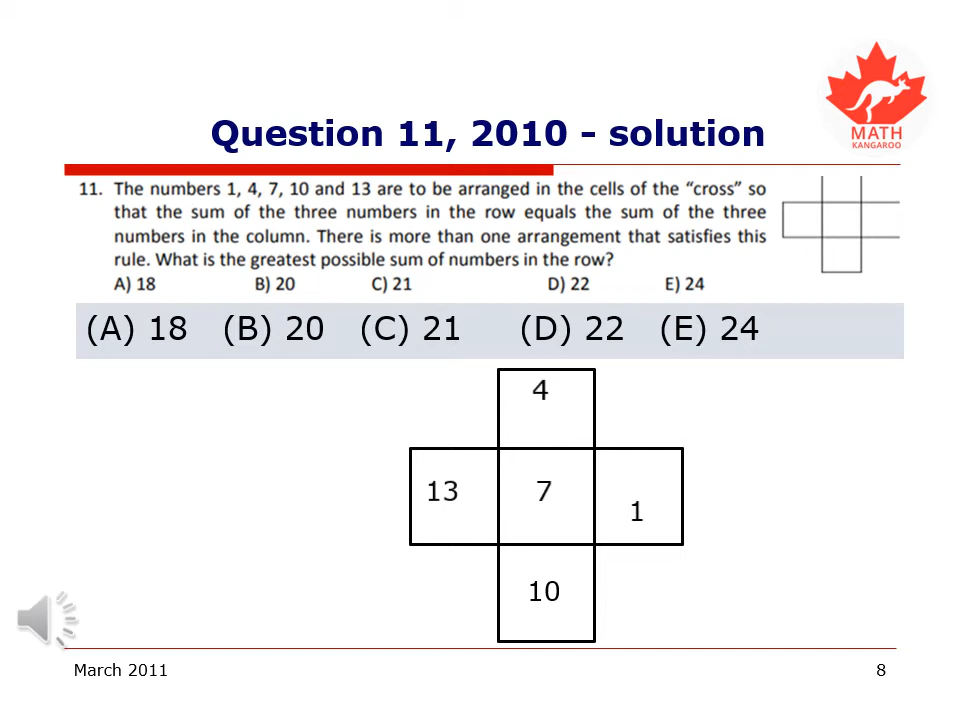 MATH
KANGAROO
Question 11, 2010 - solution
11. The numbers 1, 4, 7, 10 and 13 are to be arranged in the cells of the “cross” so
that the sum of the three numbers in the row equals the sum of the three
numbers in the column. There is more than one arrangement that satisfies this
rule. What is the greatest possible sum of numbers in the row?
A) 18 B) 20 C) 21 D) 22 E) 24
(A) 18 (B) 20 (C) 21 (D) 22 (E) 24
4
13 7 1
10
March 2011 8